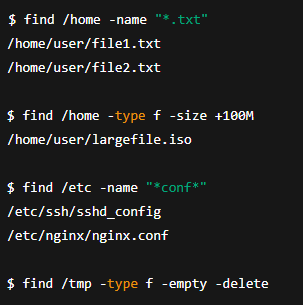 $ find /home -name "*.txt"
/home/user/file1.txt
/home/user/file2.txt
$ find /home -type f -size +100M
/home/user/largefile.iso
$ find /etc -name "*conf*"
/etc/ssh/sshd_config
/etc/nginx/nginx.conf
$ find /tmp -type f -empty -delete